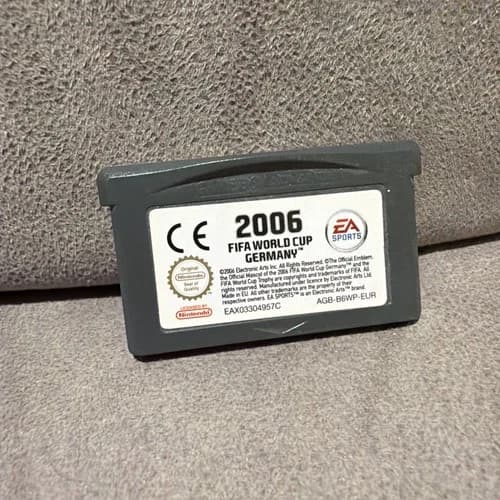 CE
2006
FIFA WORLD CUP
GERMANY™
EA
SPORTS™
Original
Nintendo
Seal of
Quality
LICENSED BY
Nintendo
©2006 Electronic Arts Inc. All Rights Reserved. ©The Official Emblem,
the Official Mascot of the 2006 FIFA World Cup Germany™ and the
FIFA World Cup Trophy are copyrights and trademarks of FIFA. All
rights reserved. Manufactured under licence by Electronic Arts Inc.
Made in EU. All other trademarks are the property of their
respective owners. EA SPORTS™ is an Electronic Arts™ brand.
EAX03304957C
AGB-B6WP-EUR